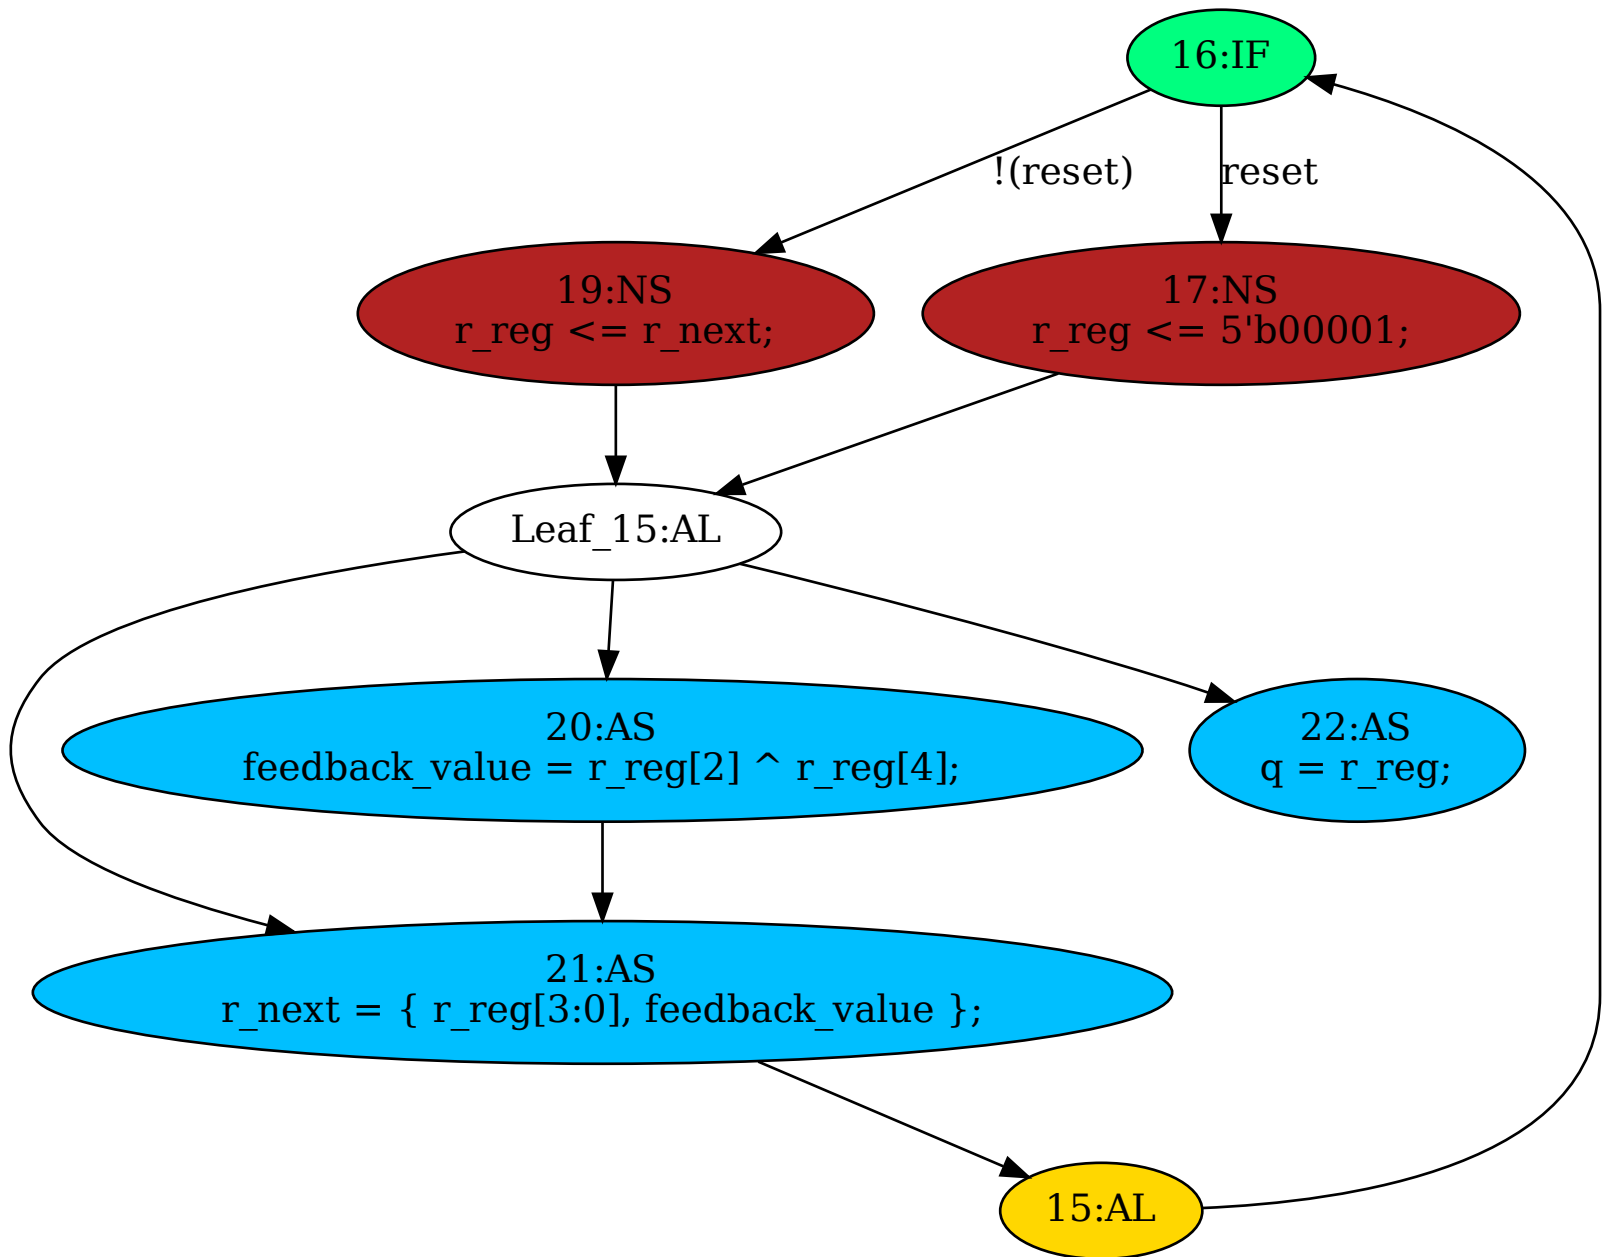 16:IF
!(reset)
reset
19:NS
r_reg <= r_next;
17:NS
r_reg <= 5'b00001;
Leaf_15:AL
20:AS
feedback_value = r_reg[2] ^ r_reg[4];
22:AS
q = r_reg;
21:AS
r_next = { r_reg[3:0], feedback_value };
15:AL